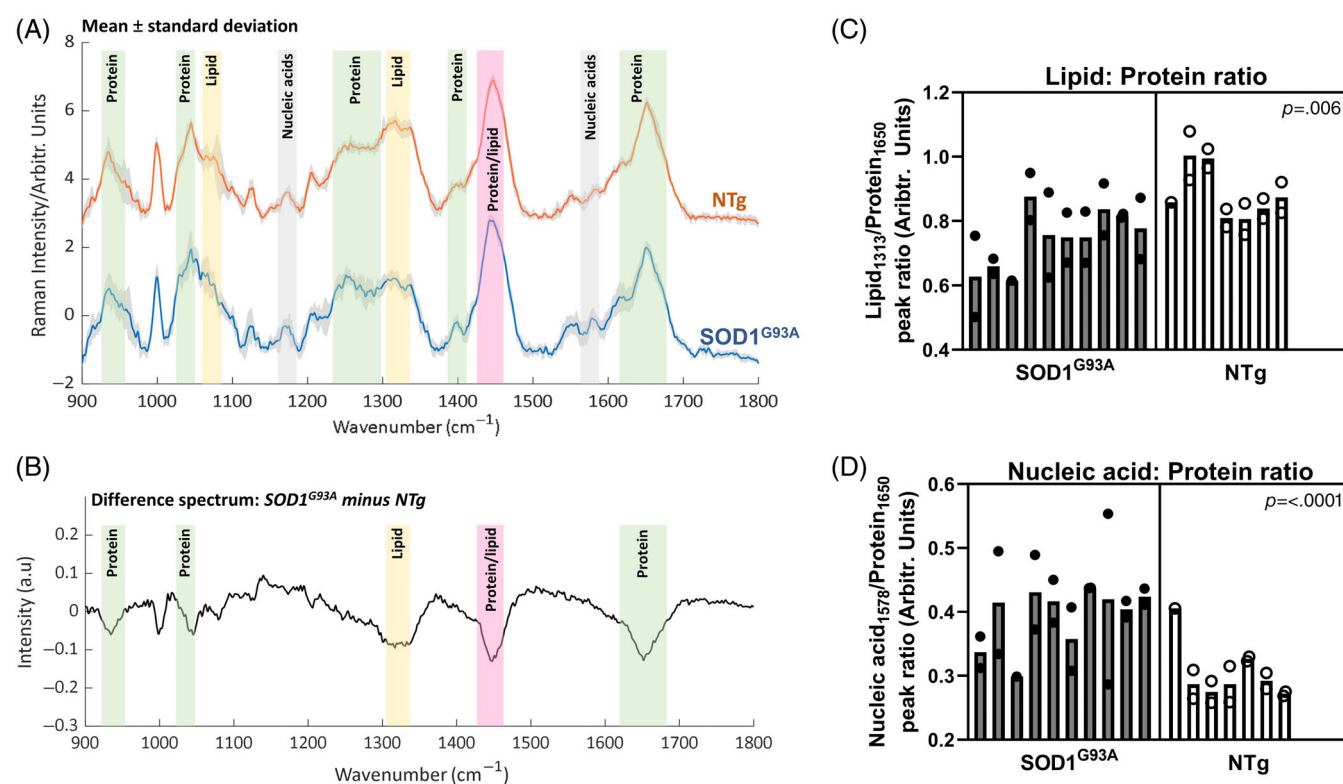 (A)
Mean ± standard deviation
Raman Intensity/Arbitr. Units
8
6
4
2
0
−2
Protein
Protein
Lipid
Nucleic acids
Protein
Lipid
Protein
Protein/lipid
Nucleic acids
Protein
NTg
SOD1G93A
900 1000 1100 1200 1300 1400 1500 1600 1700 1800
Wavenumber (cm−1)
(B)
Difference spectrum: SOD1G93A minus NTg
Intensity (a.u)
0.2
0.1
0
−0.1
−0.2
−0.3
Protein
Protein
Lipid
Protein/lipid
Protein
900 1000 1100 1200 1300 1400 1500 1600 1700 1800
Wavenumber (cm−1)
(C)
Lipid: Protein ratio
p=.006
Lipid1313/Protein1650
peak ratio (Aribtr. Units)
1.2
1.0
0.8
0.6
0.4
SOD1G93A NTg
(D)
Nucleic acid: Protein ratio
p=<.0001
Nucleic acid1578/Protein1650
peak ratio (Arbitr. Units)
0.6
0.5
0.4
0.3
0.2
SOD1G93A NTg